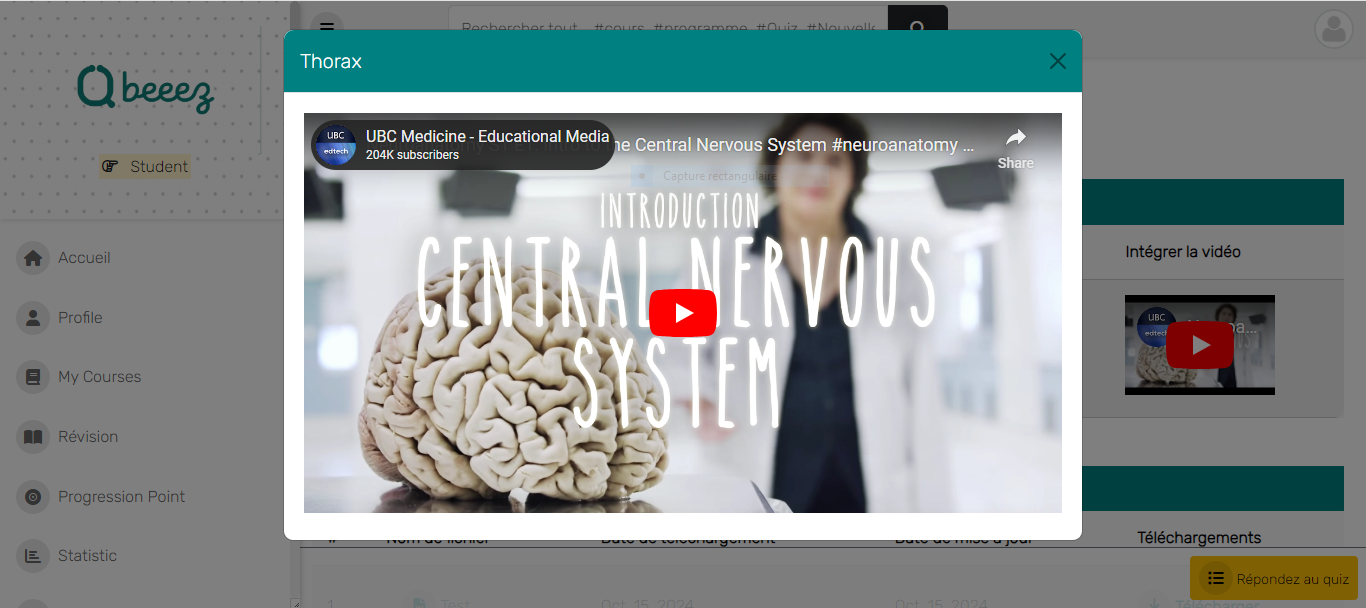 Rechercher tout... #cours, #programme, #Quiz, #Nouvelle
Qbeeez
Student
Accueil
Profile
My Courses
Révision
Progression Point
Statistic
Thorax
UBC Medicine - Educational Media
204K subscribers
UBC
edtech
the Central Nervous System #neuroanatomy ...
Share
Capture rectangulaire
INTRODUCTION
CENTRAL NERVOUS
SYSTEM
Intégrer la vidéo
UBC
edtech
# Nom de fichier Date de téléchargement Date de mise à jour Téléchargements
1 Test Oct. 15, 2024 Oct. 15, 2024 Télécharger
Répondez au quiz